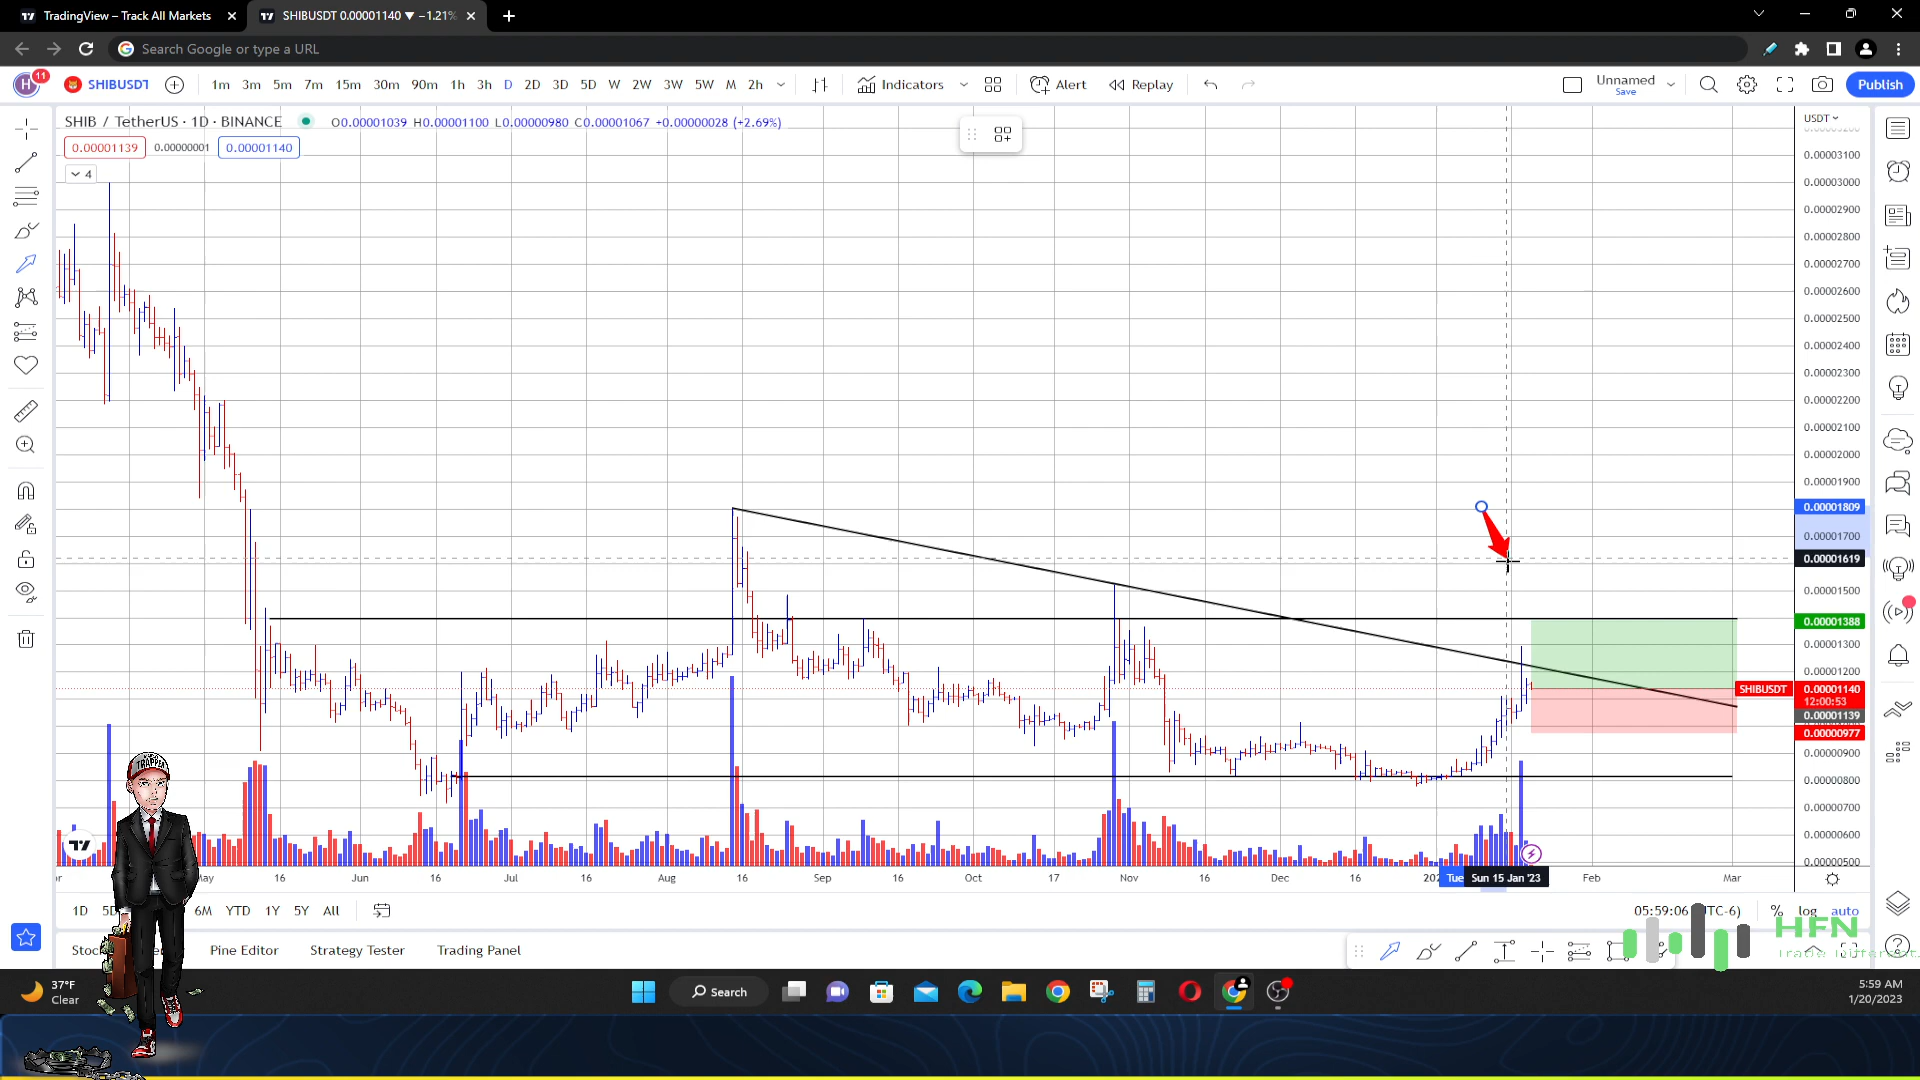 TradingView – Track All Markets
SHIBUSDT 0.00001140 ▼ −1.21%
Search Google or type a URL
H 11 SHIBUSDT 1m 3m 5m 7m 15m 30m 90m 1h 3h D 2D 3D 5D W 2W 3W 5W M 2h Indicators Alert Replay Unnamed Save Publish
SHIB / TetherUS · 1D · BINANCE O0.00001039 H0.00001100 L0.00000980 C0.00001067 +0.00000028 (+2.69%)
USDT
0.00001139 0.00000001 0.00001140
4
0.00003100
0.00003000
0.00002900
0.00002800
0.00002700
0.00002600
0.00002500
0.00002400
0.00002300
0.00002200
0.00002100
0.00002000
0.00001900
0.00001809
0.00001700
0.00001619
0.00001500
0.00001388
0.00001300
0.00001200
SHIBUSDT 0.00001140
12:00:53
0.00001139
0.00000977
0.00000900
0.00000800
0.00000700
0.00000600
0.00000500
TRAPPER
16 Jun 16 Jul 16 Aug 16 Sep 16 Oct 17 Nov 16 Dec 16 Tue Sun 15 Jan '23 Feb Mar
1D 6M YTD 1Y 5Y All 05:59:06 % log auto
Pine Editor Strategy Tester Trading Panel
HFN
Trade Different.
37°F
Clear
Search
5:59 AM
1/20/2023